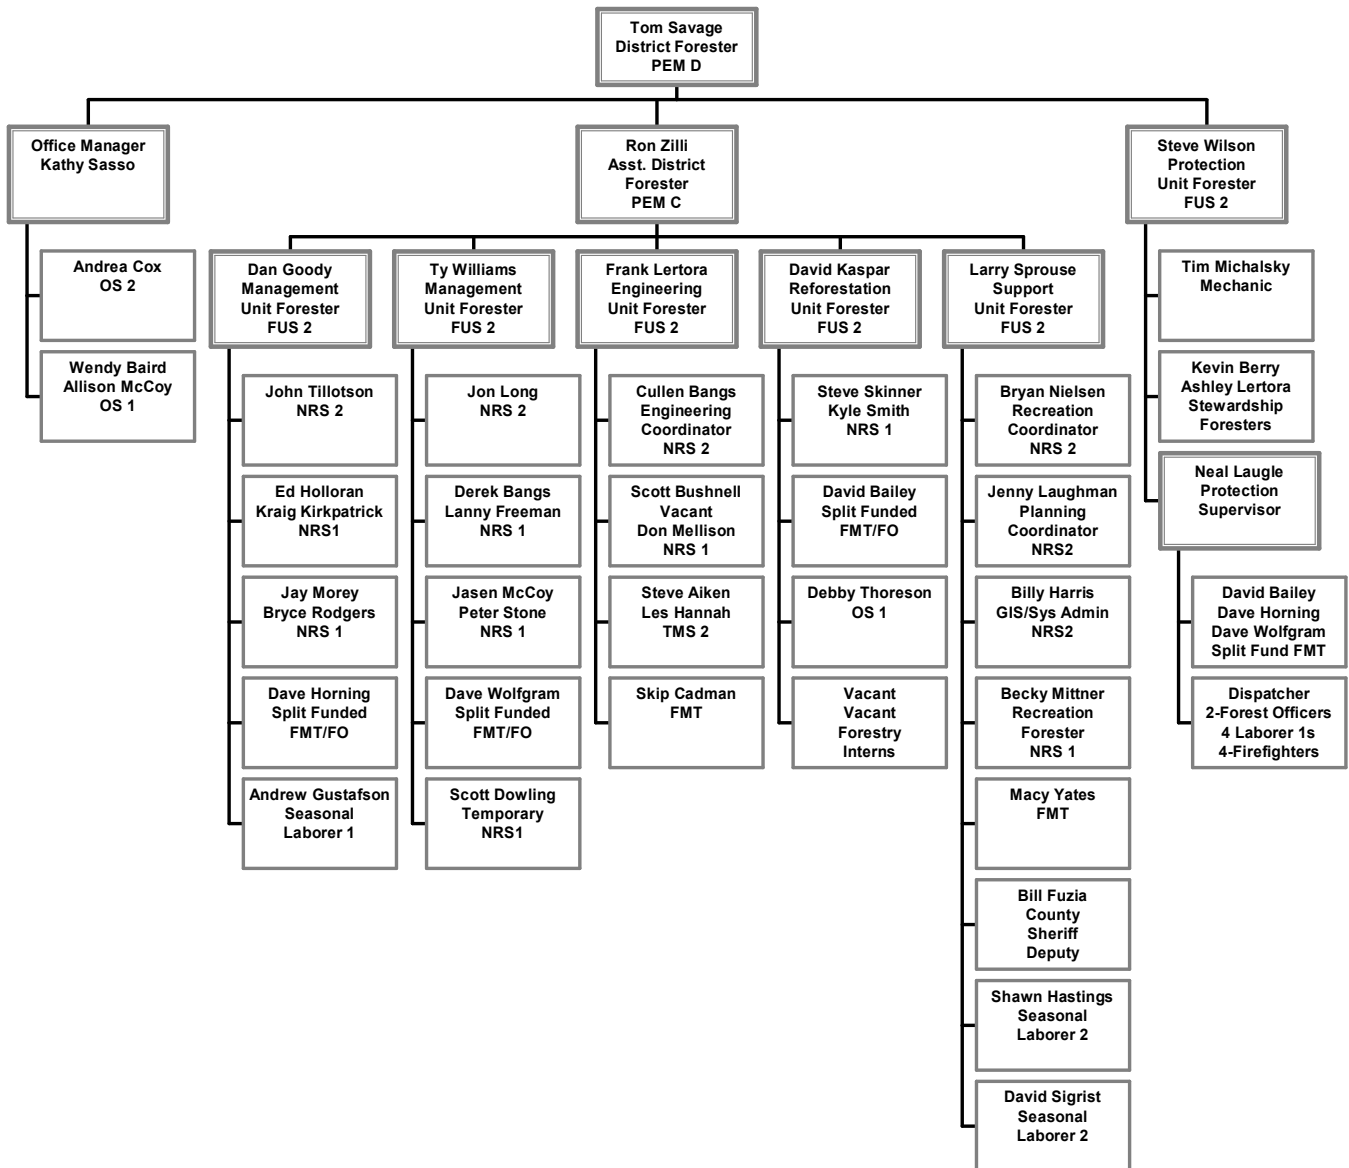 Tom Savage
District Forester
PEM D
Office Manager
Kathy Sasso
Ron Zilli
Asst. District
Forester
PEM C
Steve Wilson
Protection
Unit Forester
FUS 2
Andrea Cox
OS 2
Wendy Baird
Allison McCoy
OS 1
Dan Goody
Management
Unit Forester
FUS 2
John Tillotson
NRS 2
Ed Holloran
Kraig Kirkpatrick
NRS1
Jay Morey
Bryce Rodgers
NRS 1
Dave Horning
Split Funded
FMT/FO
Andrew Gustafson
Seasonal
Laborer 1
Ty Williams
Management
Unit Forester
FUS 2
Jon Long
NRS 2
Derek Bangs
Lanny Freeman
NRS 1
Jasen McCoy
Peter Stone
NRS 1
Dave Wolfgram
Split Funded
FMT/FO
Scott Dowling
Temporary
NRS1
Frank Lertora
Engineering
Unit Forester
FUS 2
Cullen Bangs
Engineering
Coordinator
NRS 2
Scott Bushnell
Vacant
Don Mellison
NRS 1
Steve Aiken
Les Hannah
TMS 2
Skip Cadman
FMT
David Kaspar
Reforestation
Unit Forester
FUS 2
Steve Skinner
Kyle Smith
NRS 1
David Bailey
Split Funded
FMT/FO
Debby Thoreson
OS 1
Vacant
Vacant
Forestry
Interns
Larry Sprouse
Support
Unit Forester
FUS 2
Bryan Nielsen
Recreation
Coordinator
NRS 2
Jenny Laughman
Planning
Coordinator
NRS2
Billy Harris
GIS/Sys Admin
NRS2
Becky Mittner
Recreation
Forester
NRS 1
Macy Yates
FMT
Bill Fuzia
County
Sheriff
Deputy
Shawn Hastings
Seasonal
Laborer 2
David Sigrist
Seasonal
Laborer 2
Tim Michalsky
Mechanic
Kevin Berry
Ashley Lertora
Stewardship
Foresters
Neal Laugle
Protection
Supervisor
David Bailey
Dave Horning
Dave Wolfgram
Split Fund FMT
Dispatcher
2-Forest Officers
4 Laborer 1s
4-Firefighters